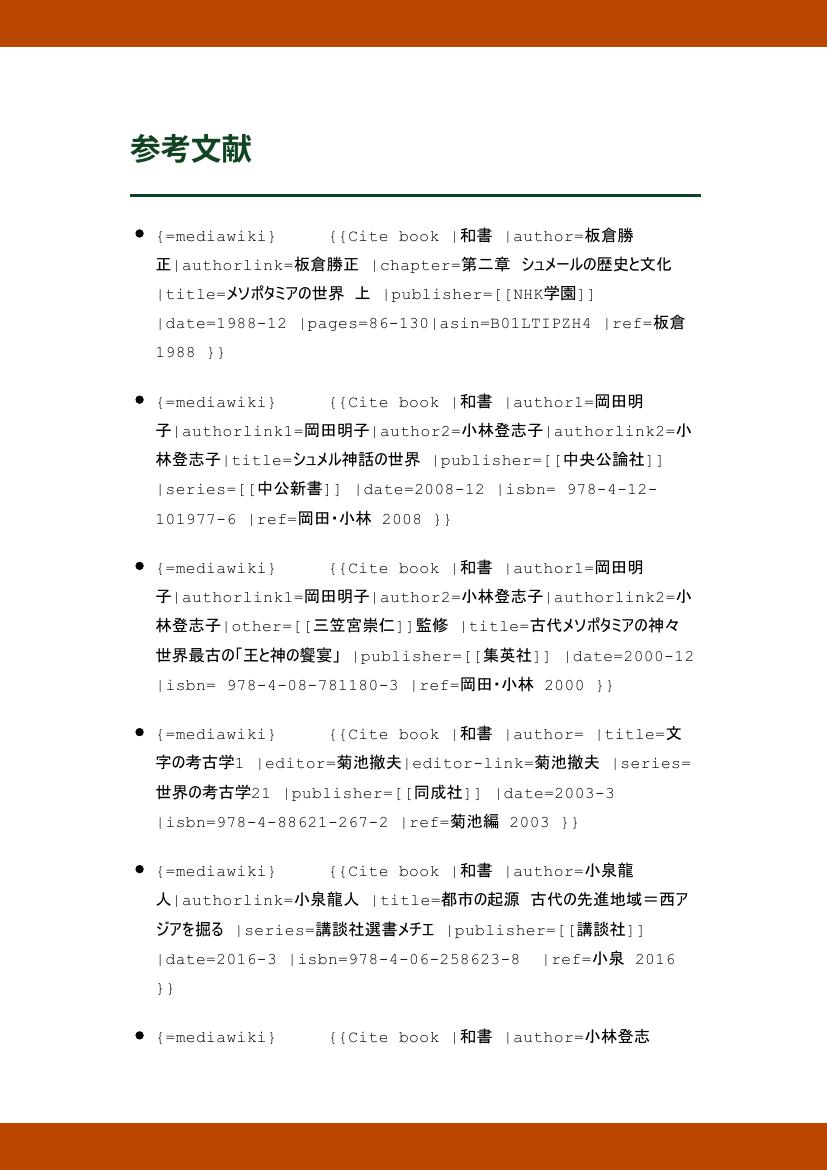 参考文献
● {=mediawiki}     {{Cite book |和書 |author=板倉勝
正|authorlink=板倉勝正 |chapter=第二章　シュメールの歴史と文化
|title=メソポタミアの世界　上 |publisher=[[NHK学園]]
|date=1988-12 |pages=86-130|asin=B01LTIPZH4 |ref=板倉
1988 }}
● {=mediawiki}     {{Cite book |和書 |author1=岡田明
子|authorlink1=岡田明子|author2=小林登志子|authorlink2=小
林登志子|title=シュメル神話の世界 |publisher=[[中央公論社]]
|series=[[中公新書]] |date=2008-12 |isbn= 978-4-12-
101977-6 |ref=岡田・小林 2008 }}
● {=mediawiki}     {{Cite book |和書 |author1=岡田明
子|authorlink1=岡田明子|author2=小林登志子|authorlink2=小
林登志子|other=[[三笠宮崇仁]]監修 |title=古代メソポタミアの神々
世界最古の「王と神の饗宴」 |publisher=[[集英社]] |date=2000-12
|isbn= 978-4-08-781180-3 |ref=岡田・小林 2000 }}
● {=mediawiki}     {{Cite book |和書 |author= |title=文
字の考古学1 |editor=菊池徹夫|editor-link=菊池徹夫 |series=
世界の考古学21 |publisher=[[同成社]] |date=2003-3
|isbn=978-4-88621-267-2 |ref=菊池編 2003 }}
● {=mediawiki}     {{Cite book |和書 |author=小泉龍
人|authorlink=小泉龍人 |title=都市の起源　古代の先進地域＝西ア
ジアを掘る |series=講談社選書メチエ |publisher=[[講談社]]
|date=2016-3 |isbn=978-4-06-258623-8  |ref=小泉 2016
}}
● {=mediawiki}     {{Cite book |和書 |author=小林登志